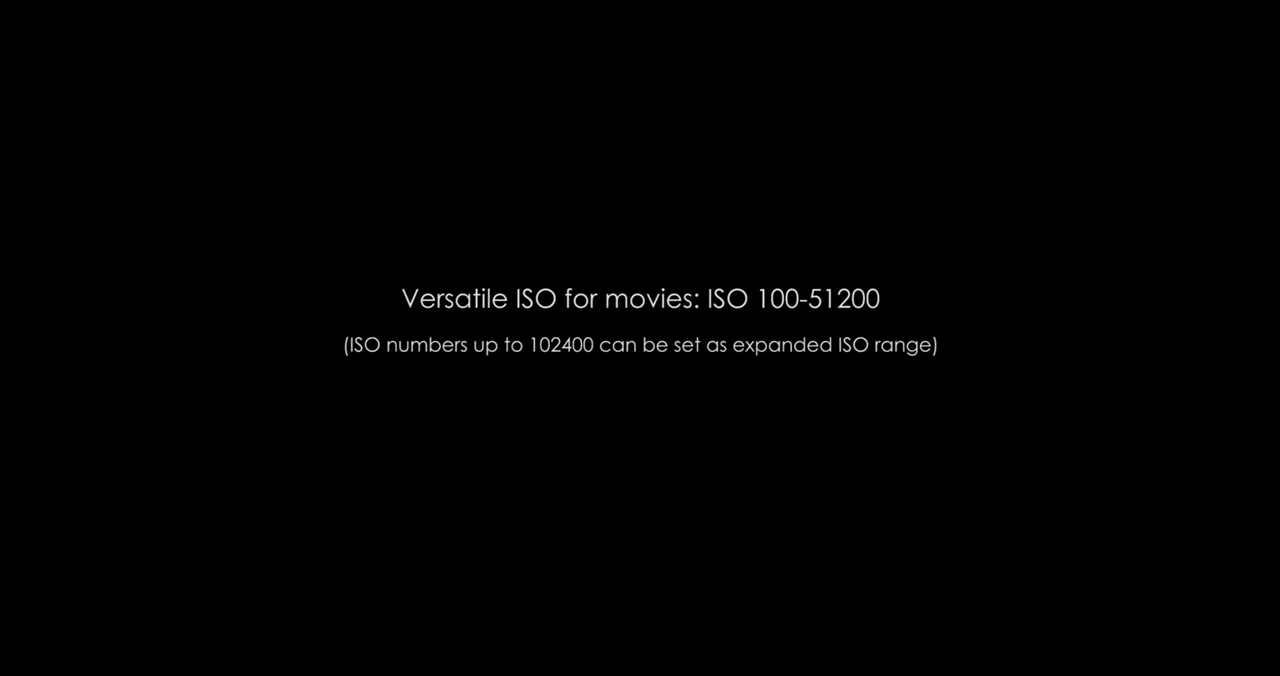 Versatile ISO for movies: ISO 100-51200
(ISO numbers up to 102400 can be set as expanded ISO range)